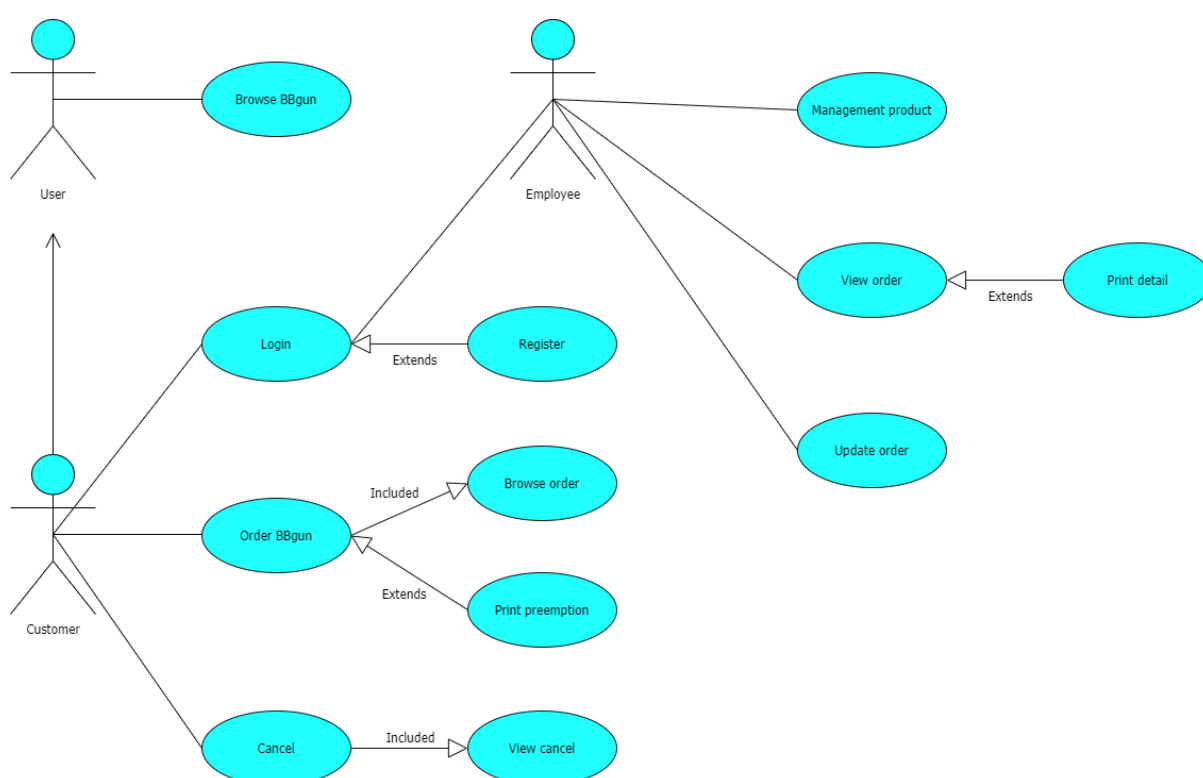 Browse BBgun
Management product
User
Employee
View order
Extends
Print detail
Login
Extends
Register
Update order
Included
Browse order
Order BBgun
Extends
Print preemption
Customer
Cancel
Included
View cancel